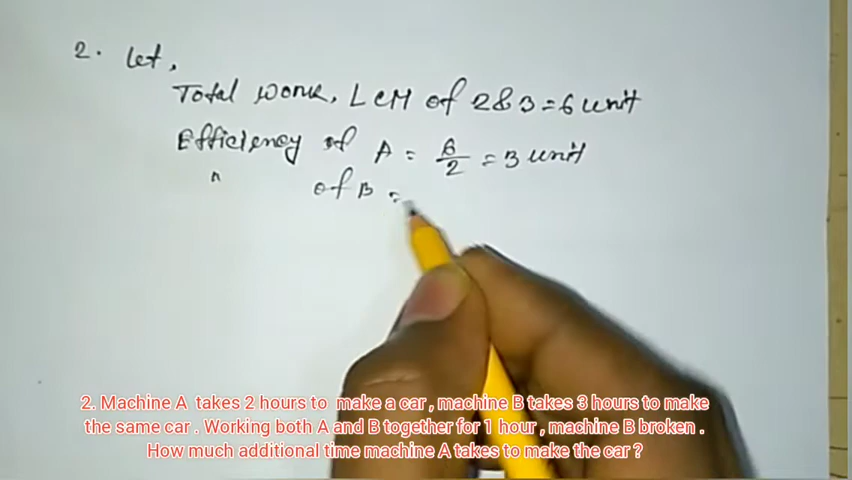 2. Let,
Total work, LCM of 2 & 3 = 6 unit
Efficiency of A = 6/2 = 3 unit
" of B =
2. Machine A takes 2 hours to make a car , machine B takes 3 hours to make
the same car . Working both A and B together for 1 hour , machine B broken .
How much additional time machine A takes to make the car ?